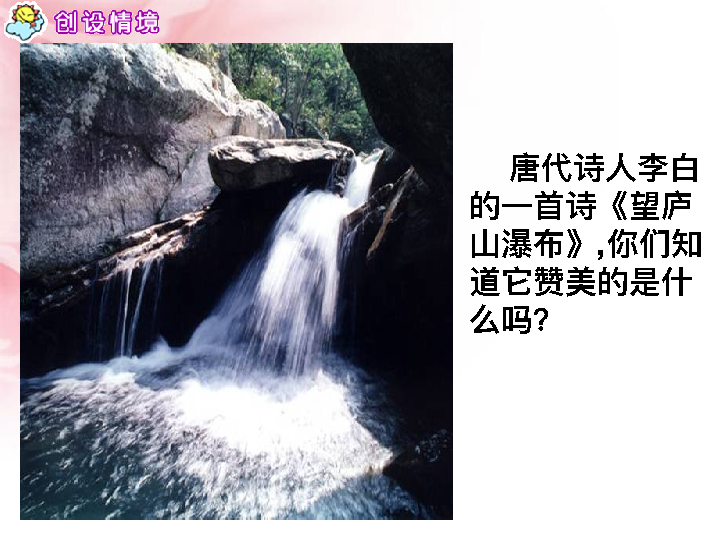 创设情境
唐代诗人李白
的一首诗《望庐
山瀑布》,你们知
道它赞美的是什
么吗?